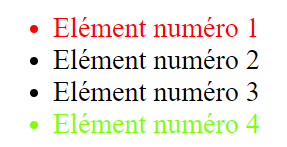 • Elément numéro 1
• Elément numéro 2
• Elément numéro 3
• Elément numéro 4